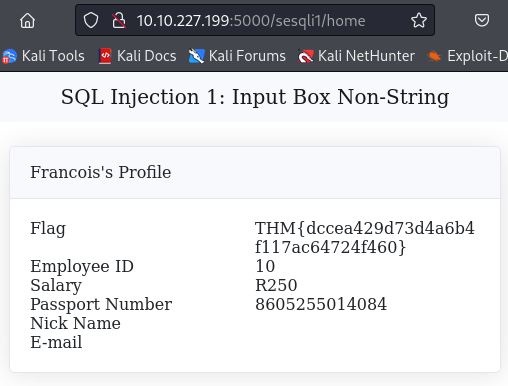 10.10.227.199:5000/sesqli1/home
Kali Tools Kali Docs Kali Forums Kali NetHunter Exploit-D
SQL Injection 1: Input Box Non-String
Francois's Profile
Flag THM{dccea429d73d4a6b4
f117ac64724f460}
Employee ID 10
Salary R250
Passport Number 8605255014084
Nick Name
E-mail